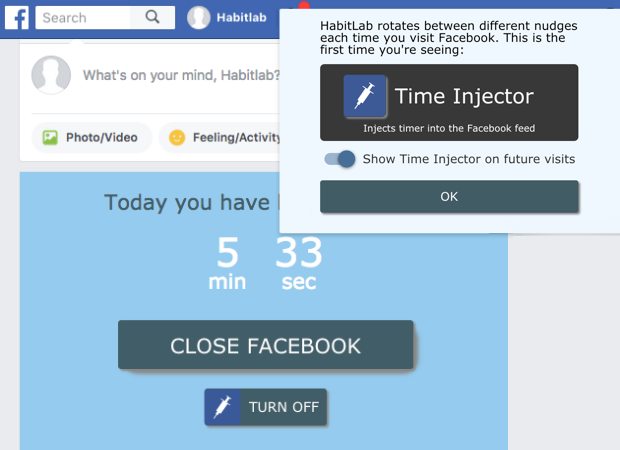 f
Search
Habitlab
HabitLab rotates between different nudges
each time you visit Facebook. This is the
first time you're seeing:
Time Injector
Injects timer into the Facebook feed
Show Time Injector on future visits
OK
What's on your mind, Habitlab?
Photo/Video
Feeling/Activity
Today you have
5 33
min sec
CLOSE FACEBOOK
TURN OFF